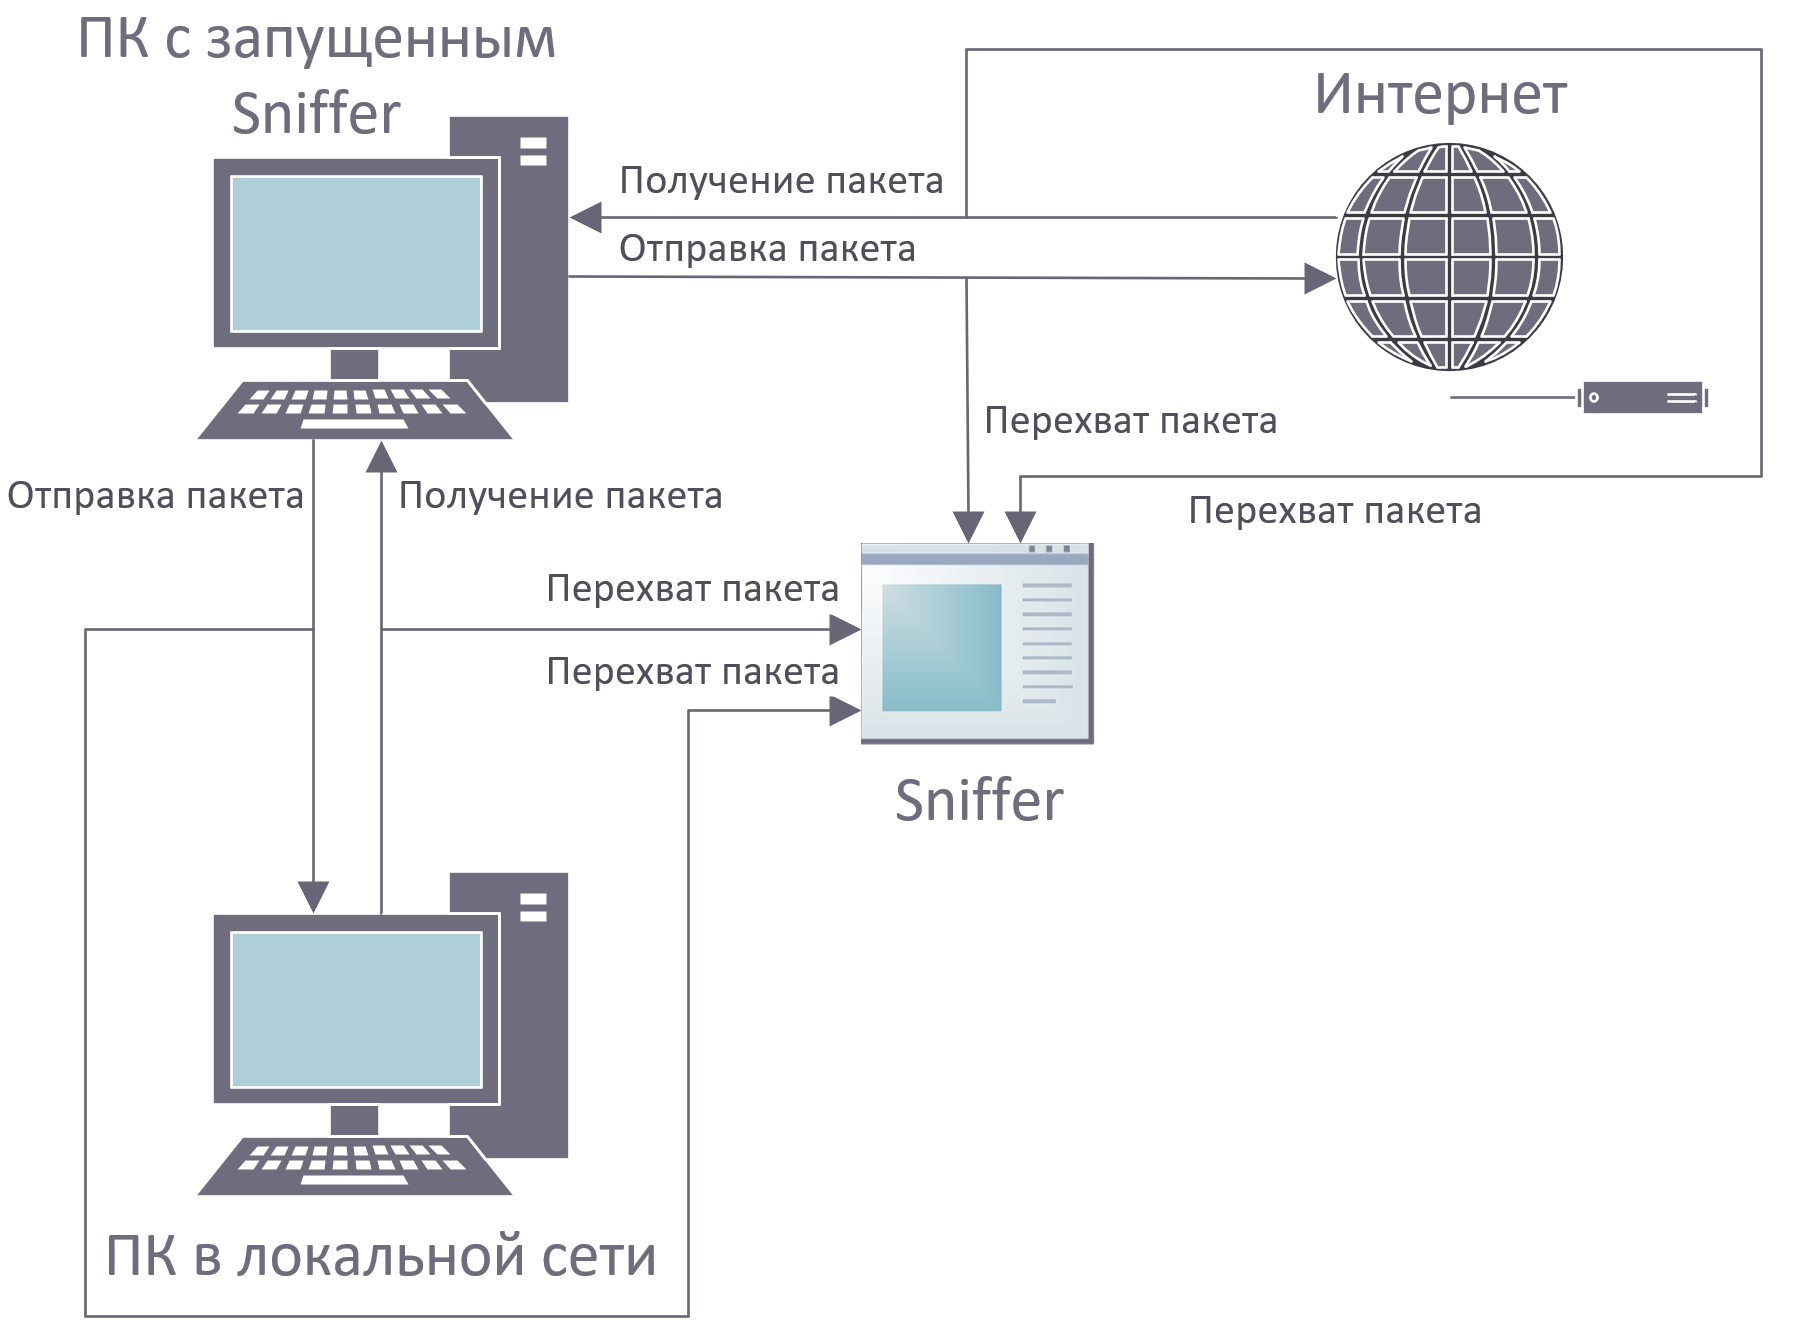 ПК с запущенным
Sniffer
Интернет
Получение пакета
Отправка пакета
Перехват пакета
Отправка пакета
Получение пакета
Перехват пакета
Перехват пакета
Перехват пакета
Sniffer
ПК в локальной сети